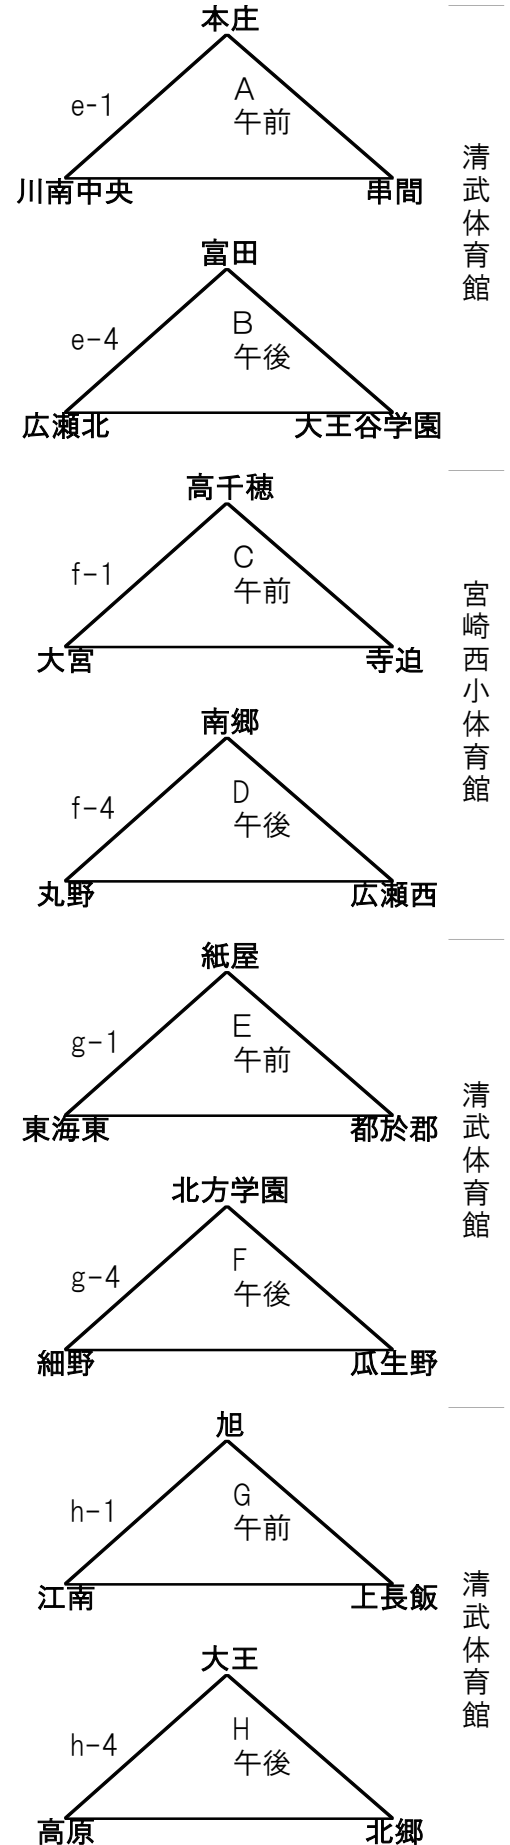 本庄
A
e-1
午前
川南中央
串間
清武体育館
富田
B
e-4
午後
広瀬北
大王谷学園
高千穂
C
f-1
午前
大宮
寺迫
宮崎西小体育館
南郷
D
f-4
午後
丸野
広瀬西
紙屋
E
g-1
午前
東海東
都於郡
清武体育館
北方学園
F
g-4
午後
細野
瓜生野
旭
G
h-1
午前
江南
上長飯
清武体育館
大王
H
h-4
午後
高原
北郷